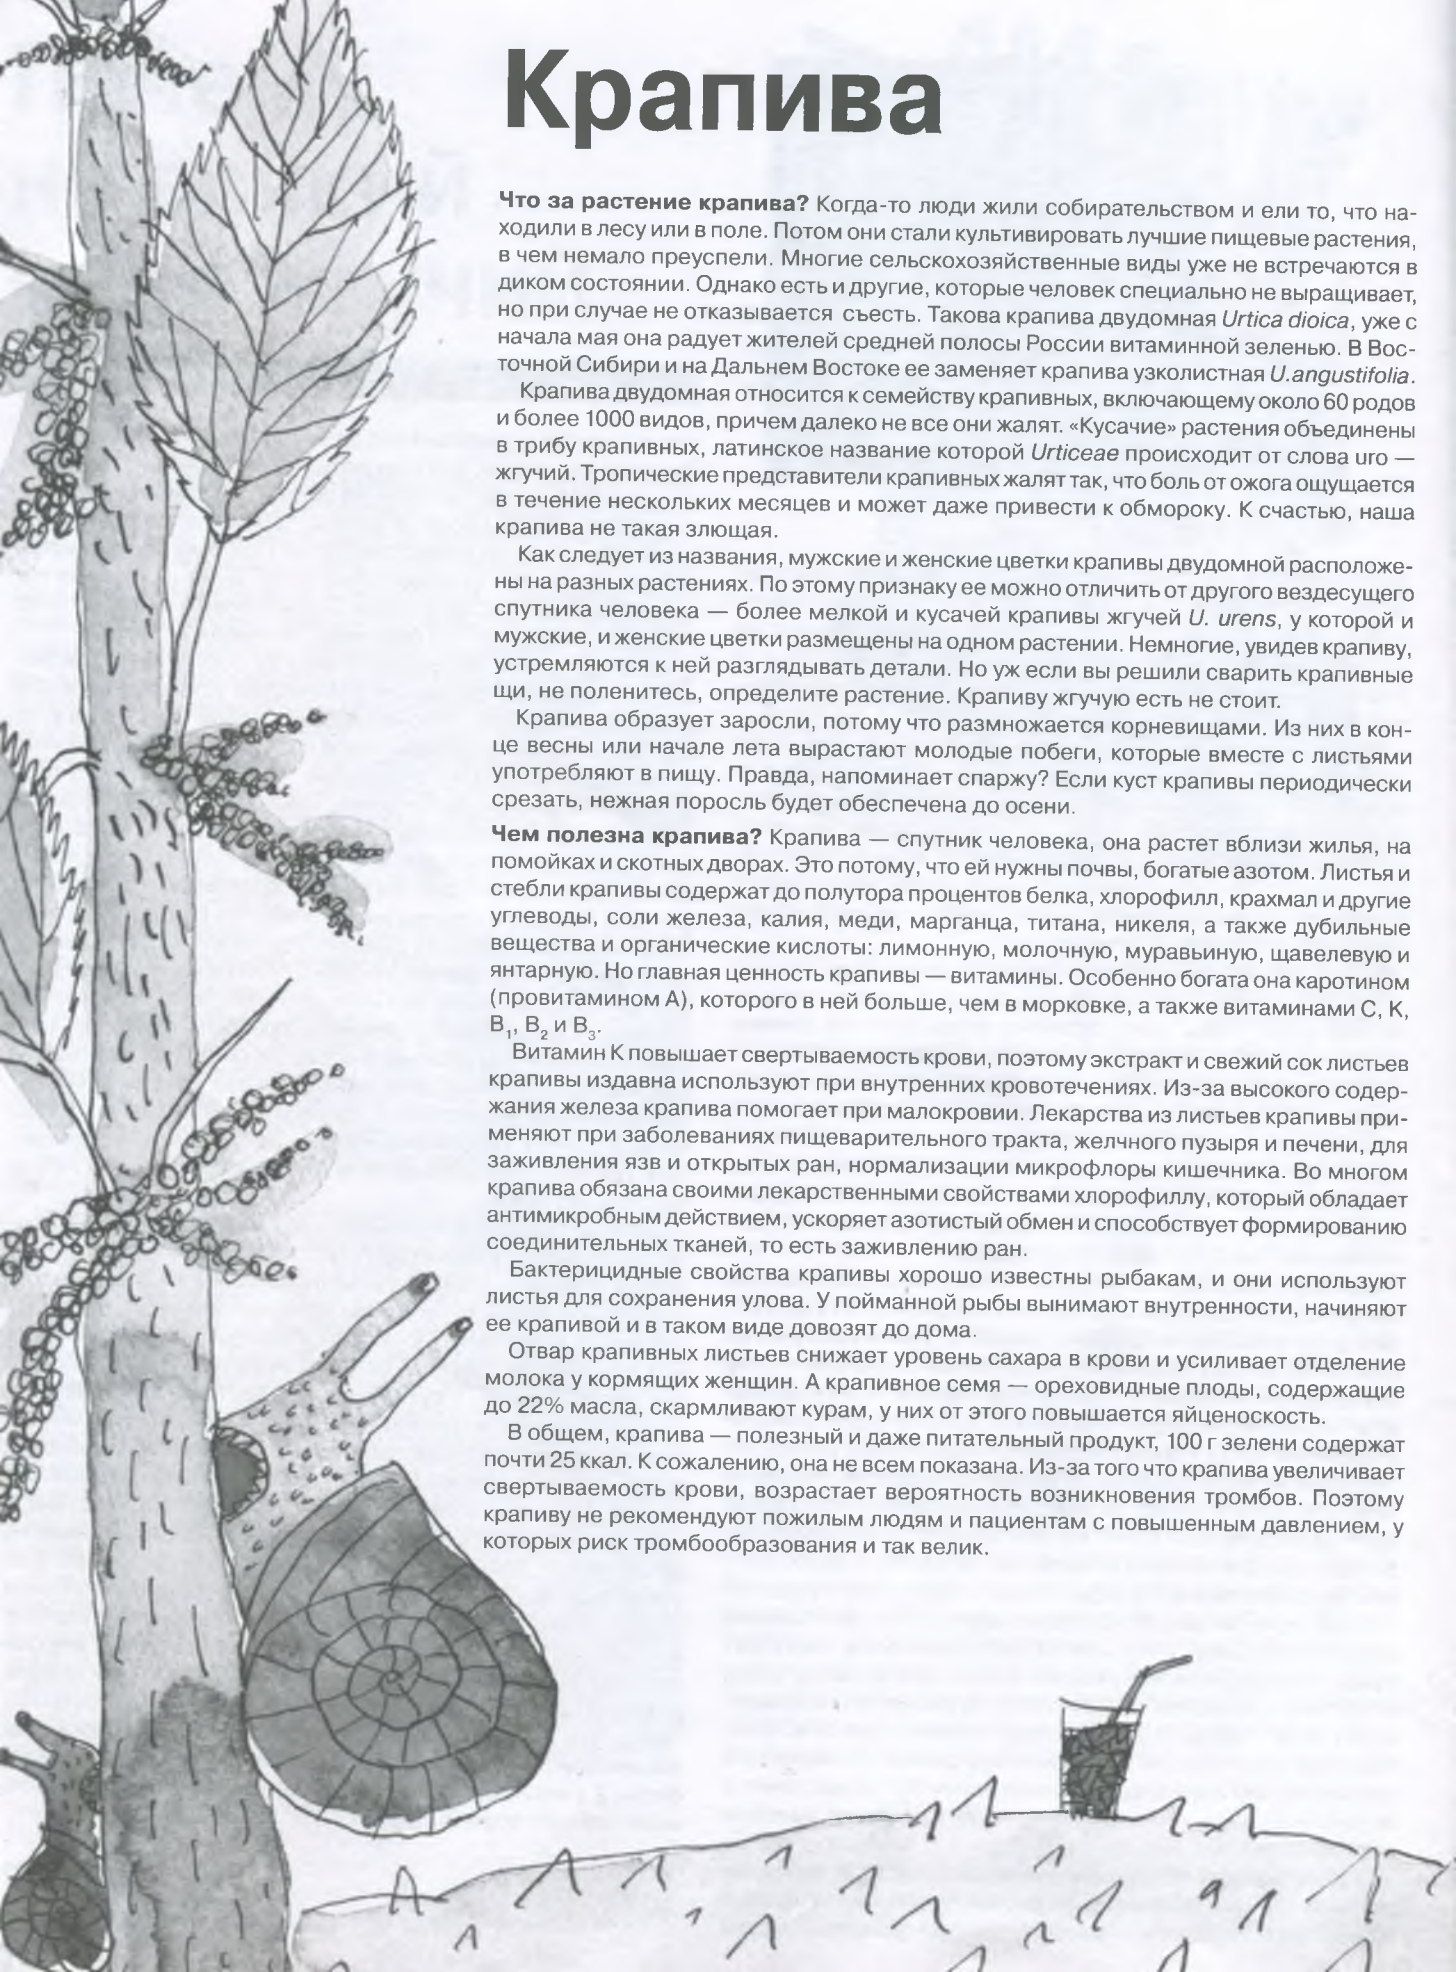 Крапива
Что за растение крапива? Когда-то люди жили собирательством и ели то, что на-
ходили в лесу или в поле. Потом они стали культивировать лучшие пищевые растения,
в чем немало преуспели. Многие сельскохозяйственные виды уже не встречаются в
диком состоянии. Однако есть и другие, которые человек специально не выращивает,
но при случае не отказывается съесть. Такова крапива двудомная Urtica dioica, уже с
начала мая она радует жителей средней полосы России витаминной зеленью. В Вос-
точной Сибири и на Дальнем Востоке ее заменяет крапива узколистная U.angustifolia.
Крапива двудомная относится к семейству крапивных, включающему около 60 родов
и более 1000 видов, причем далеко не все они жалят. «Кусачие» растения объединены
в трибу крапивных, латинское название которой Urticeae происходит от слова uro —
жгучий. Тропические представители крапивных жалят так, что боль от ожога ощущается
в течение нескольких месяцев и может даже привести к обмороку. К счастью, наша
крапива не такая злющая.
Как следует из названия, мужские и женские цветки крапивы двудомной расположе-
ны на разных растениях. По этому признаку ее можно отличить от другого вездесущего
спутника человека — более мелкой и кусачей крапивы жгучей U. urens, у которой и
мужские, и женские цветки размещены на одном растении. Немногие, увидев крапиву,
устремляются к ней разглядывать детали. Но уж если вы решили сварить крапивные
щи, не поленитесь, определите растение. Крапиву жгучую есть не стоит.
Крапива образует заросли, потому что размножается корневищами. Из них в кон-
це весны или начале лета вырастают молодые побеги, которые вместе с листьями
употребляют в пищу. Правда, напоминает спаржу? Если куст крапивы периодически
срезать, нежная поросль будет обеспечена до осени.
Чем полезна крапива? Крапива — спутник человека, она растет вблизи жилья, на
помойках и скотных дворах. Это потому, что ей нужны почвы, богатые азотом. Листья и
стебли крапивы содержат до полутора процентов белка, хлорофилл, крахмал и другие
углеводы, соли железа, калия, меди, марганца, титана, никеля, а также дубильные
вещества и органические кислоты: лимонную, молочную, муравьиную, щавелевую и
янтарную. Но главная ценность крапивы — витамины. Особенно богата она каротином
(провитамином А), которого в ней больше, чем в морковке, а также витаминами С, К,
B₁, B₂ и B₃.
Витамин К повышает свертываемость крови, поэтому экстракт и свежий сок листьев
крапивы издавна используют при внутренних кровотечениях. Из-за высокого содер-
жания железа крапива помогает при малокровии. Лекарства из листьев крапивы при-
меняют при заболеваниях пищеварительного тракта, желчного пузыря и печени, для
заживления язв и открытых ран, нормализации микрофлоры кишечника. Во многом
крапива обязана своими лекарственными свойствами хлорофиллу, который обладает
антимикробным действием, ускоряет азотистый обмен и способствует формированию
соединительных тканей, то есть заживлению ран.
Бактерицидные свойства крапивы хорошо известны рыбакам, и они используют
листья для сохранения улова. У пойманной рыбы вынимают внутренности, начиняют
ее крапивой и в таком виде довозят до дома.
Отвар крапивных листьев снижает уровень сахара в крови и усиливает отделение
молока у кормящих женщин. А крапивное семя — ореховидные плоды, содержащие
до 22% масла, скармливают курам, у них от этого повышается яйценоскость.
В общем, крапива — полезный и даже питательный продукт, 100 г зелени содержат
почти 25 ккал. К сожалению, она не всем показана. Из-за того что крапива увеличивает
свертываемость крови, возрастает вероятность возникновения тромбов. Поэтому
крапиву не рекомендуют пожилым людям и пациентам с повышенным давлением, у
которых риск тромбообразования и так велик.